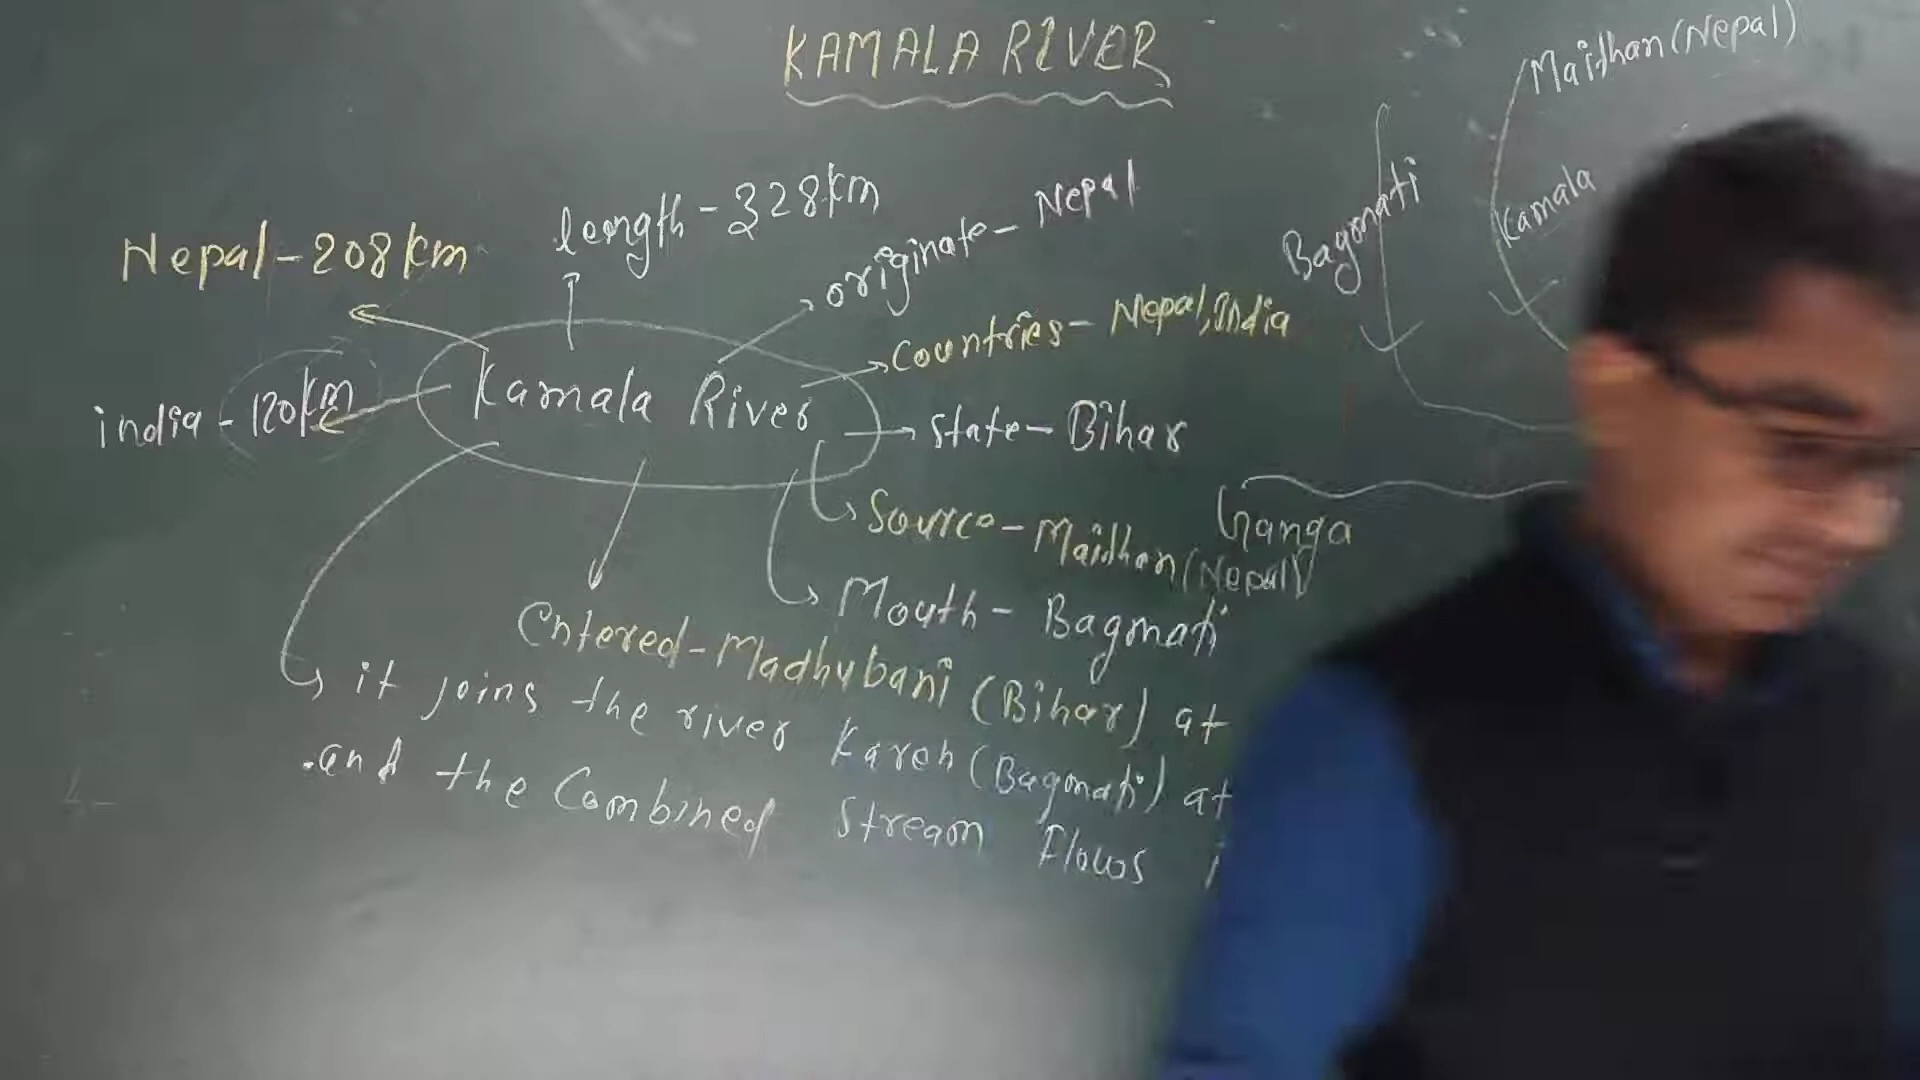 KAMALA RIVER
Maithan (Nepal)
Bagmati
Kamala
Ganga
Nepal - 208 km
length - 328 km
originate - Nepal
Countries - Nepal, India
india - 120 km
Kamala River
State - Bihar
Source - Maithan (Nepal)
Mouth - Bagmati
Entered - Madhubani (Bihar) at
it joins the river Kareh (Bagmati) at
and the Combined Stream Flows